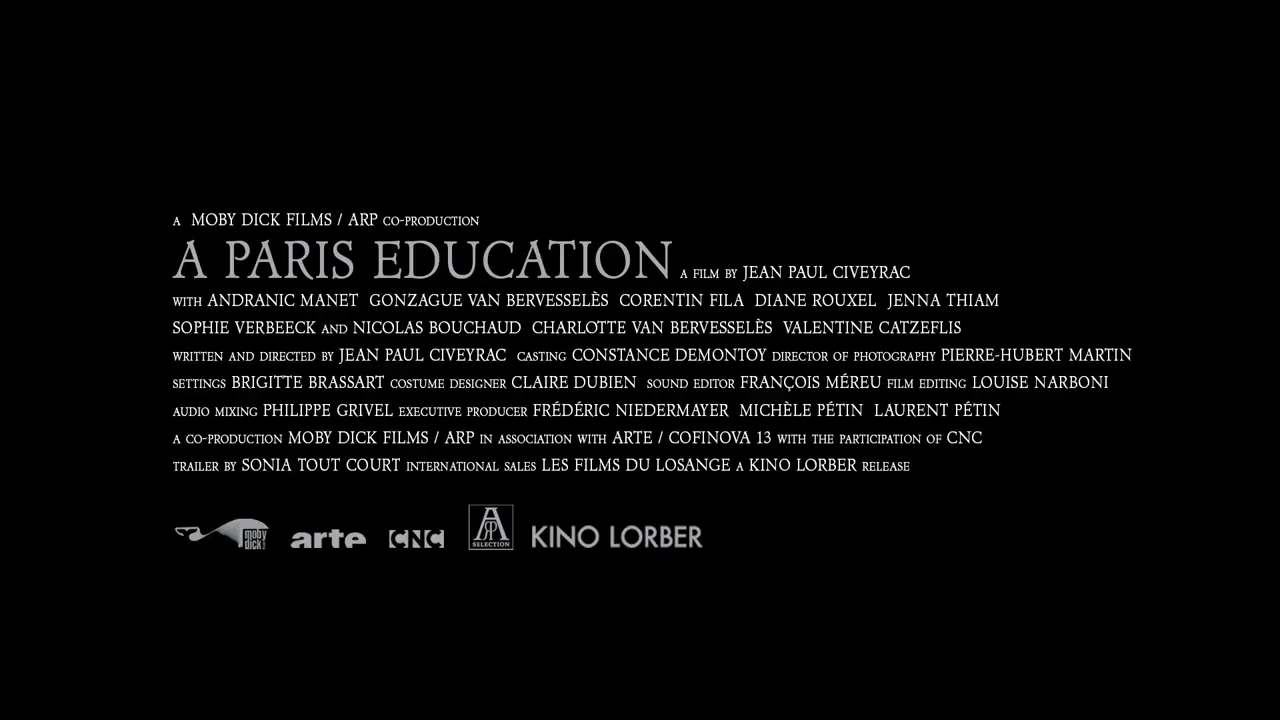 A MOBY DICK FILMS / ARP CO-PRODUCTION
A PARIS EDUCATION A FILM BY JEAN PAUL CIVEYRAC
WITH ANDRANIC MANET GONZAGUE VAN BERVESSELÈS CORENTIN FILA DIANE ROUXEL JENNA THIAM
SOPHIE VERBEECK AND NICOLAS BOUCHAUD CHARLOTTE VAN BERVESSELÈS VALENTINE CATZEFLIS
WRITTEN AND DIRECTED BY JEAN PAUL CIVEYRAC CASTING CONSTANCE DEMONTOY DIRECTOR OF PHOTOGRAPHY PIERRE-HUBERT MARTIN
SETTINGS BRIGITTE BRASSART COSTUME DESIGNER CLAIRE DUBIEN SOUND EDITOR FRANÇOIS MÉREU FILM EDITING LOUISE NARBONI
AUDIO MIXING PHILIPPE GRIVEL EXECUTIVE PRODUCER FRÉDÉRIC NIEDERMAYER MICHÈLE PÉTIN LAURENT PÉTIN
A CO-PRODUCTION MOBY DICK FILMS / ARP IN ASSOCIATION WITH ARTE / COFINOVA 13 WITH THE PARTICIPATION OF CNC
TRAILER BY SONIA TOUT COURT INTERNATIONAL SALES LES FILMS DU LOSANGE A KINO LORBER RELEASE
moby dick arte CNC ARP SELECTION KINO LORBER